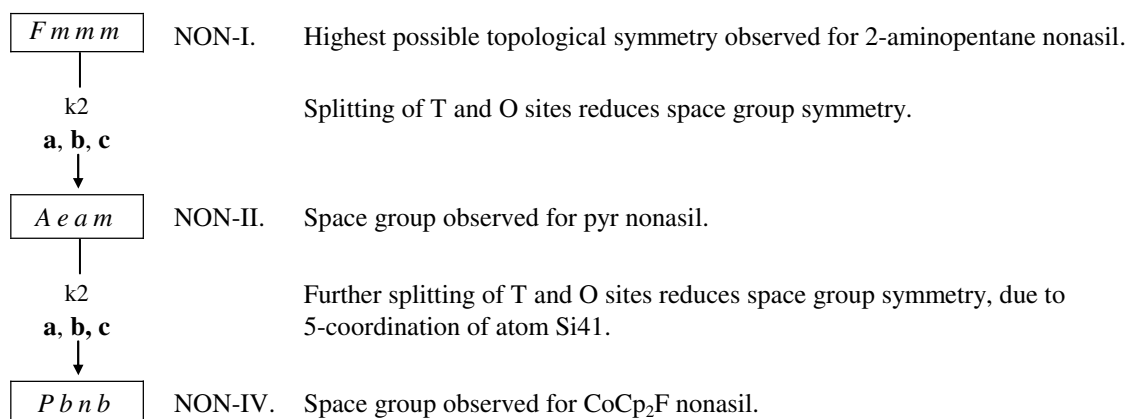 F m m m NON-I. Highest possible topological symmetry observed for 2-aminopentane nonasil.
k2 Splitting of T and O sites reduces space group symmetry.
a, b, c
A e a m NON-II. Space group observed for pyr nonasil.
k2 Further splitting of T and O sites reduces space group symmetry, due to
a, b, c 5-coordination of atom Si41.
P b n b NON-IV. Space group observed for CoCp₂F nonasil.